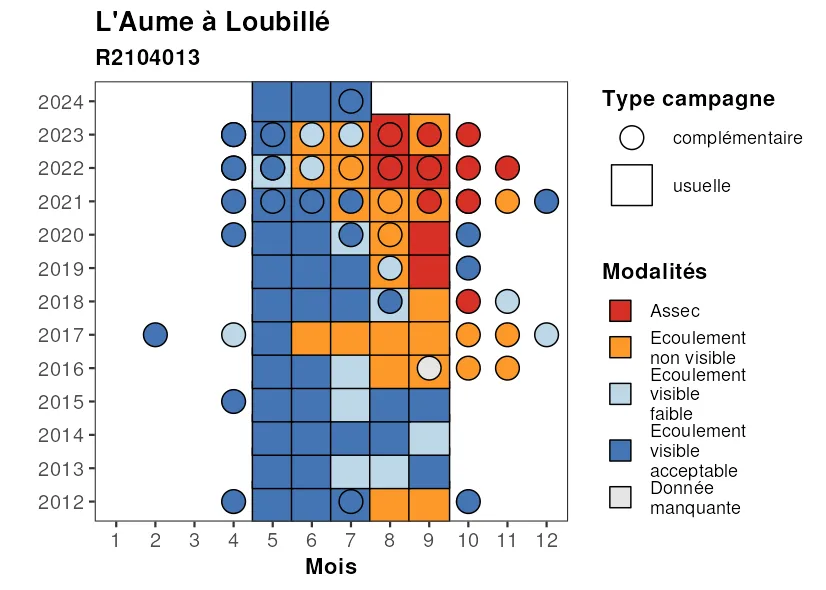 L'Aume à Loubillé
R2104013
2024
2023
2022
2021
2020
2019
2018
2017
2016
2015
2014
2013
2012
1 2 3 4 5 6 7 8 9 10 11 12
Mois
Type campagne
complémentaire
usuelle
Modalités
Assec
Ecoulement
non visible
Ecoulement
visible
faible
Ecoulement
visible
acceptable
Donnée
manquante